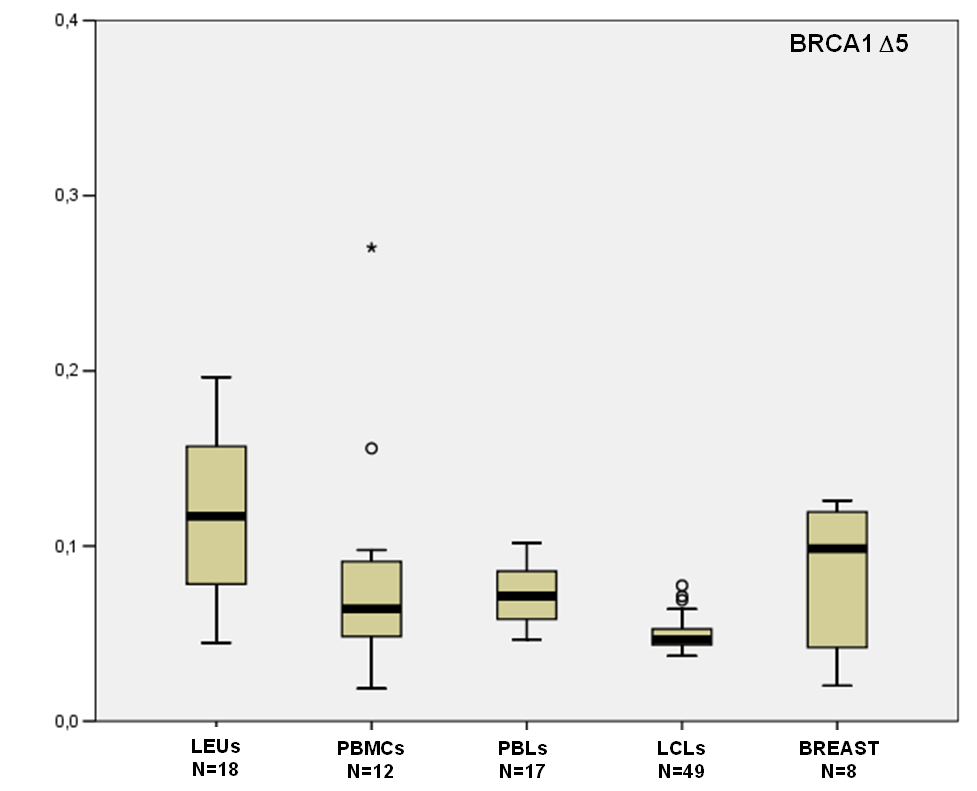 BRCA1 Δ5
0,4
0,3
0,2
0,1
0,0
LEUs PBMCs PBLs LCLs BREAST
N=18 N=12 N=17 N=49 N=8